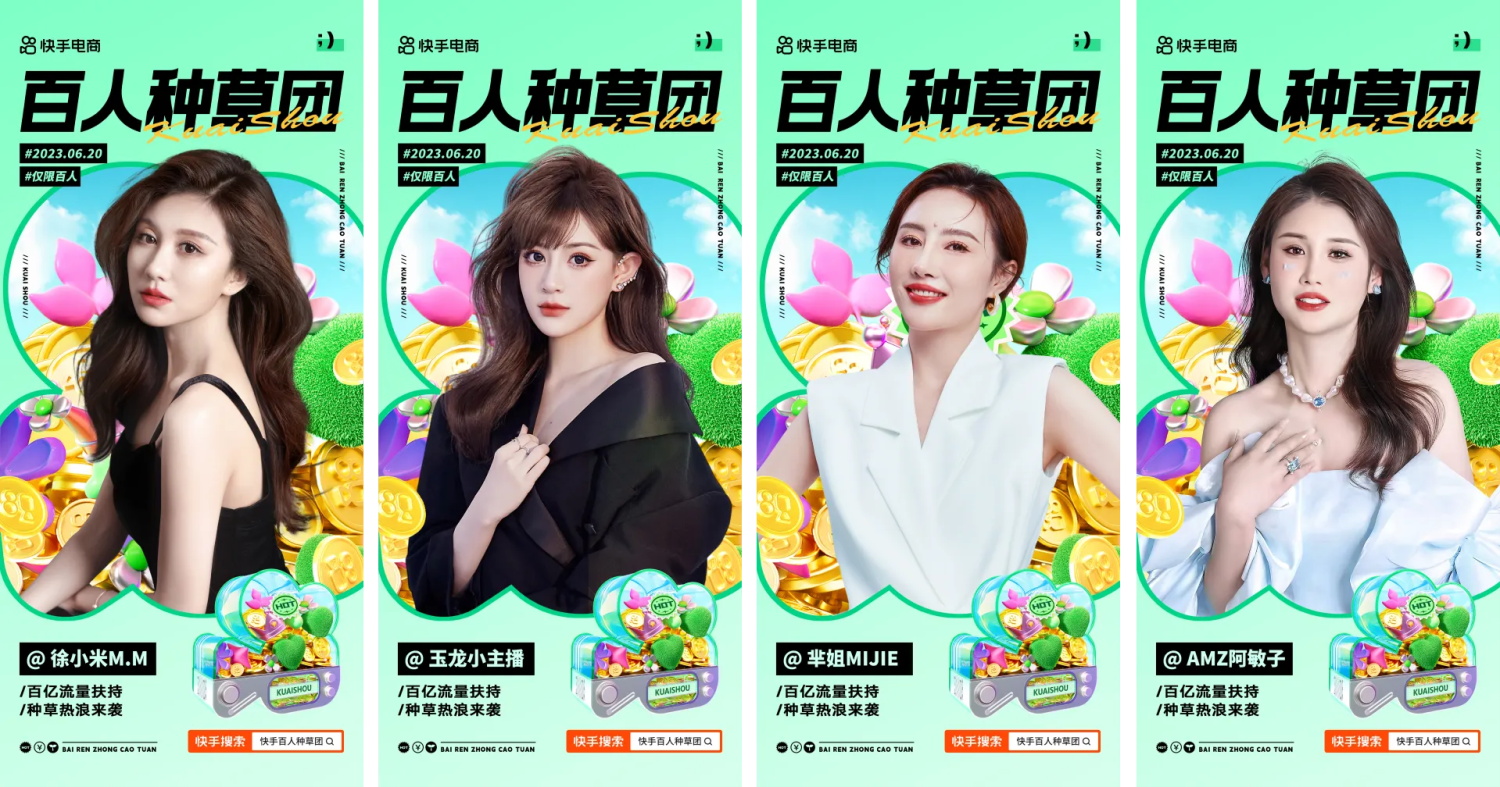 快手电商
;)
百人种草团
KuaiShou
#2023.06.20
#仅限百人
/// BAI REN ZHONG CAO TUAN ///
/// KUAI SHOU ///
HOT
KUAISHOU
@ 徐小米M.M
/百亿流量扶持
/种草热浪来袭
HOT ¥ BAI REN ZHONG CAO TUAN
快手搜索 快手百人种草团
快手电商
;)
百人种草团
KuaiShou
#2023.06.20
#仅限百人
/// BAI REN ZHONG CAO TUAN ///
/// KUAI SHOU ///
HOT
KUAISHOU
@ 玉龙小主播
/百亿流量扶持
/种草热浪来袭
HOT ¥ BAI REN ZHONG CAO TUAN
快手搜索 快手百人种草团
快手电商
;)
百人种草团
KuaiShou
#2023.06.20
#仅限百人
/// BAI REN ZHONG CAO TUAN ///
/// KUAI SHOU ///
HOT
KUAISHOU
@ 芈姐MIJIE
/百亿流量扶持
/种草热浪来袭
HOT ¥ BAI REN ZHONG CAO TUAN
快手搜索 快手百人种草团
快手电商
;)
百人种草团
KuaiShou
#2023.06.20
#仅限百人
/// BAI REN ZHONG CAO TUAN ///
/// KUAI SHOU ///
HOT
KUAISHOU
@ AMZ阿敏子
/百亿流量扶持
/种草热浪来袭
HOT ¥ BAI REN ZHONG CAO TUAN
快手搜索 快手百人种草团